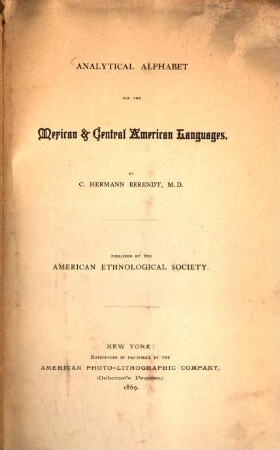 ANALYTICAL ALPHABET
FOR THE
Mexican & Central American Languages,
BY
C. HERMANN BERENDT, M. D.
PUBLISHED BY THE
AMERICAN ETHNOLOGICAL SOCIETY.
NEW YORK:
REPRODUCED IN FAC-SIMILE BY THE
AMERICAN PHOTO-LITHOGRAPHIC COMPANY,
(Osborne's Process.)
1869.